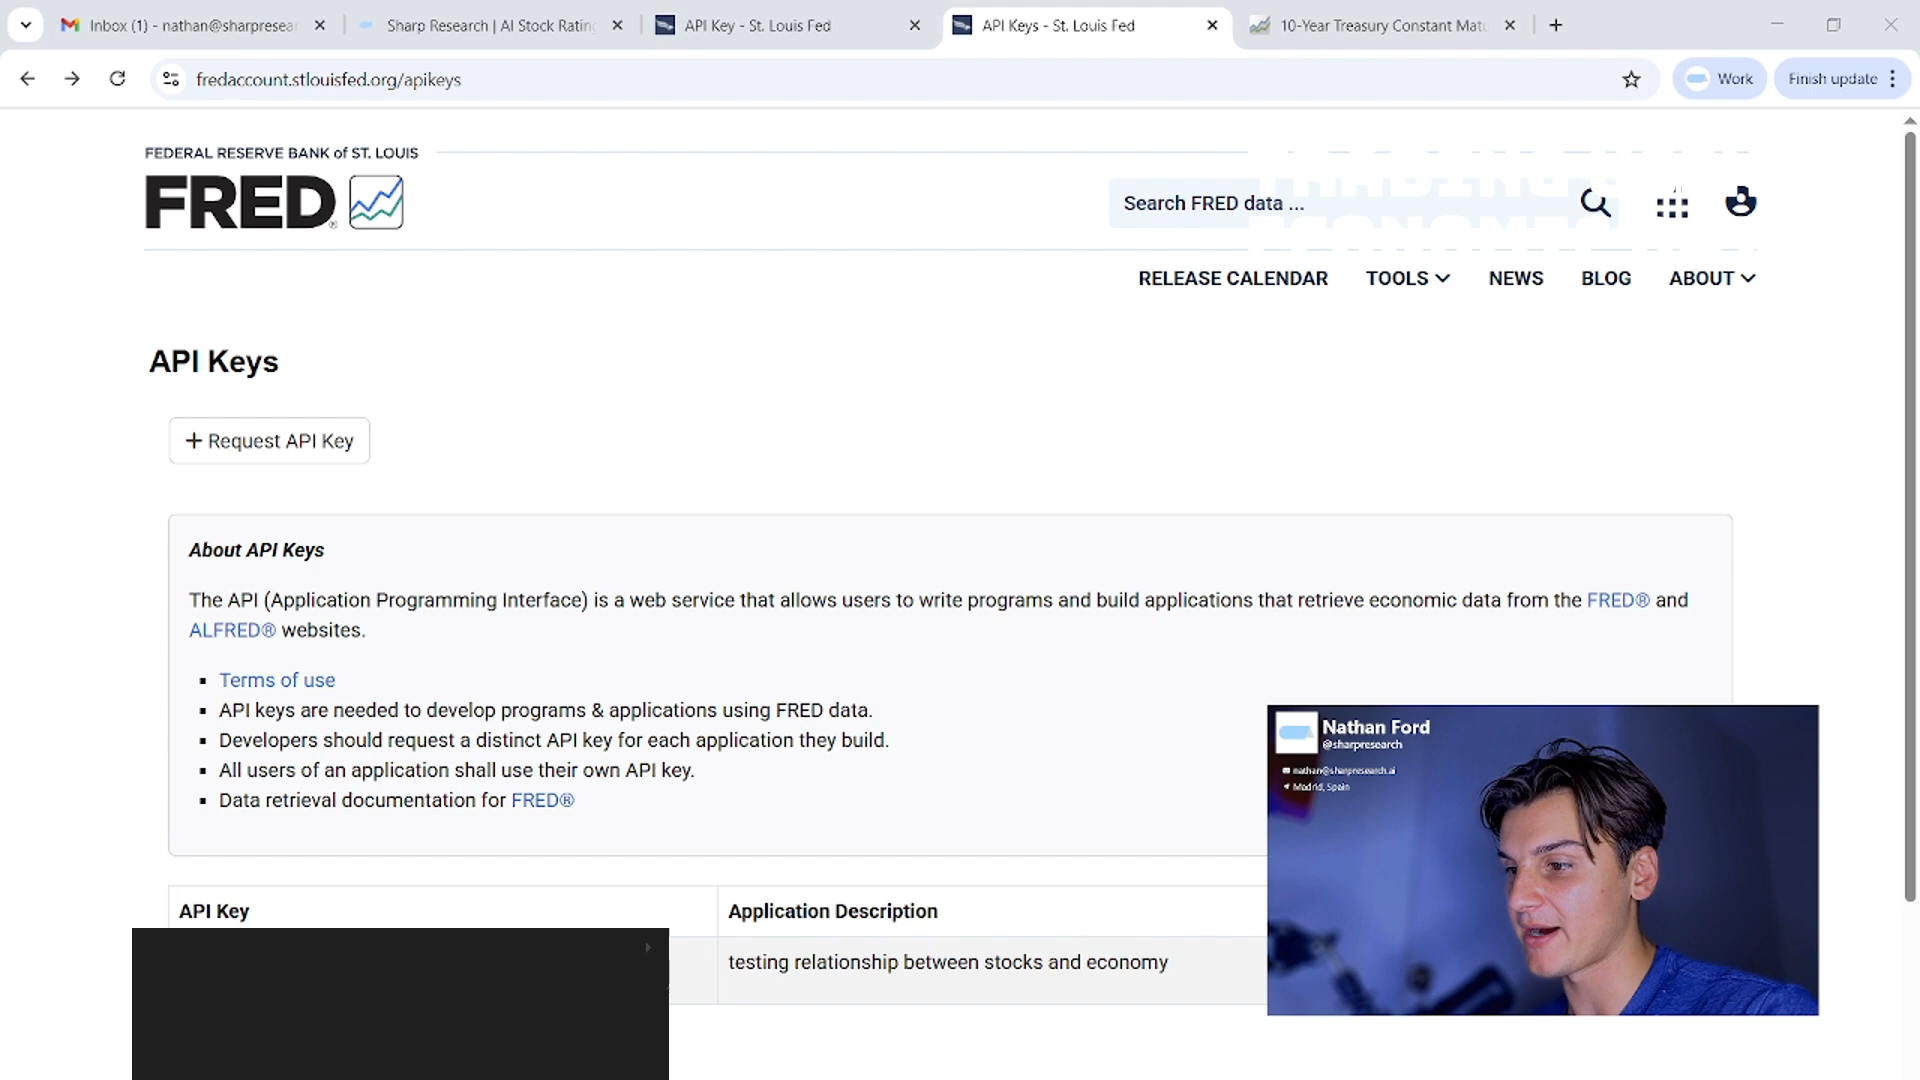 Inbox (1) - nathan@sharpresear
Sharp Research | AI Stock Rating
API Key - St. Louis Fed
API Keys - St. Louis Fed
10-Year Treasury Constant Matu
fredaccount.stlouisfed.org/apikeys
Work
Finish update
FEDERAL RESERVE BANK of ST. LOUIS
FRED®
Search FRED data ...
RELEASE CALENDAR
TOOLS
NEWS
BLOG
ABOUT
API Keys
+ Request API Key
About API Keys
The API (Application Programming Interface) is a web service that allows users to write programs and build applications that retrieve economic data from the FRED® and
ALFRED® websites.
Terms of use
API keys are needed to develop programs & applications using FRED data.
Developers should request a distinct API key for each application they build.
All users of an application shall use their own API key.
Data retrieval documentation for FRED®
API Key
Application Description
testing relationship between stocks and economy
Nathan Ford
@sharpresearch
nathan@sharpresearch.ai
Madrid, Spain